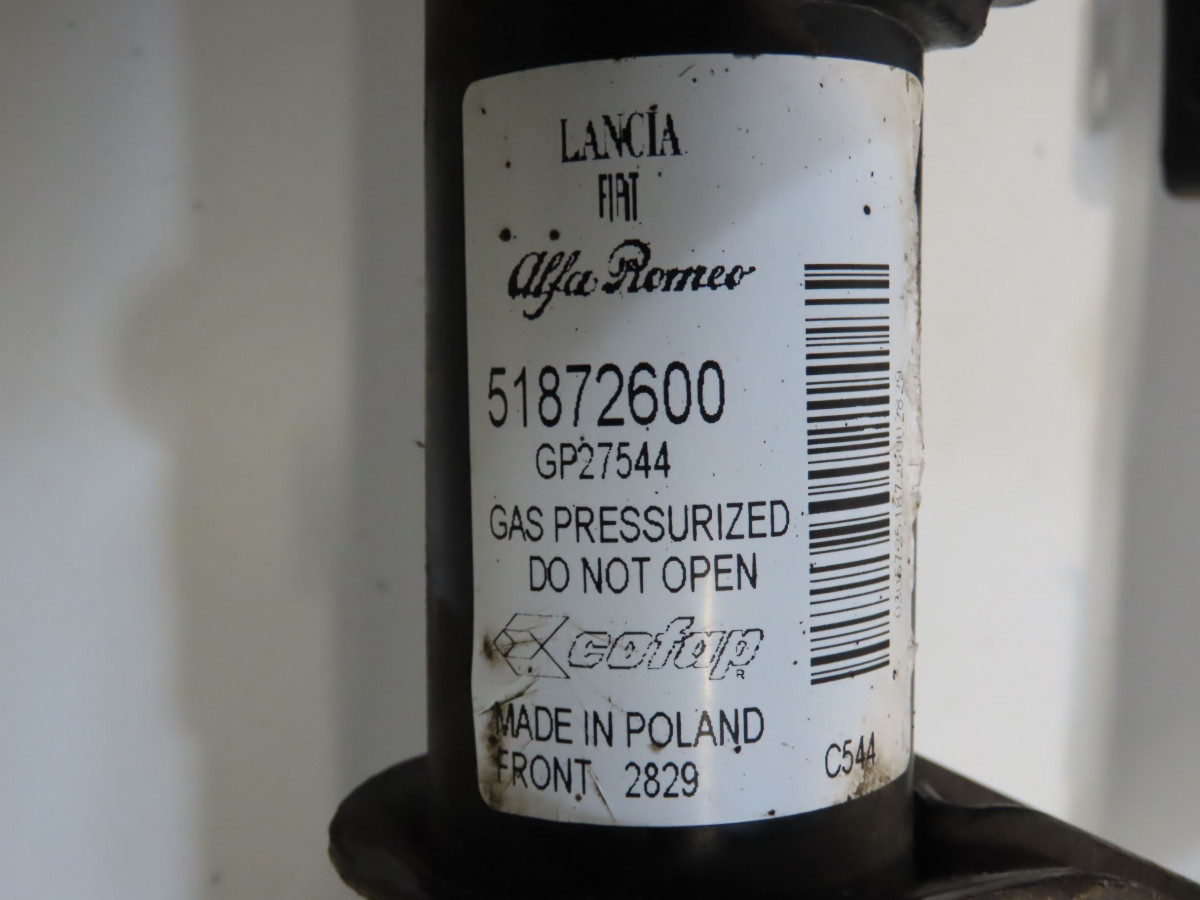 LANCIA
FIAT
Alfa Romeo
51872600
GP27544
GAS PRESSURIZED
DO NOT OPEN
cofap
MADE IN POLAND
FRONT 2829
C544